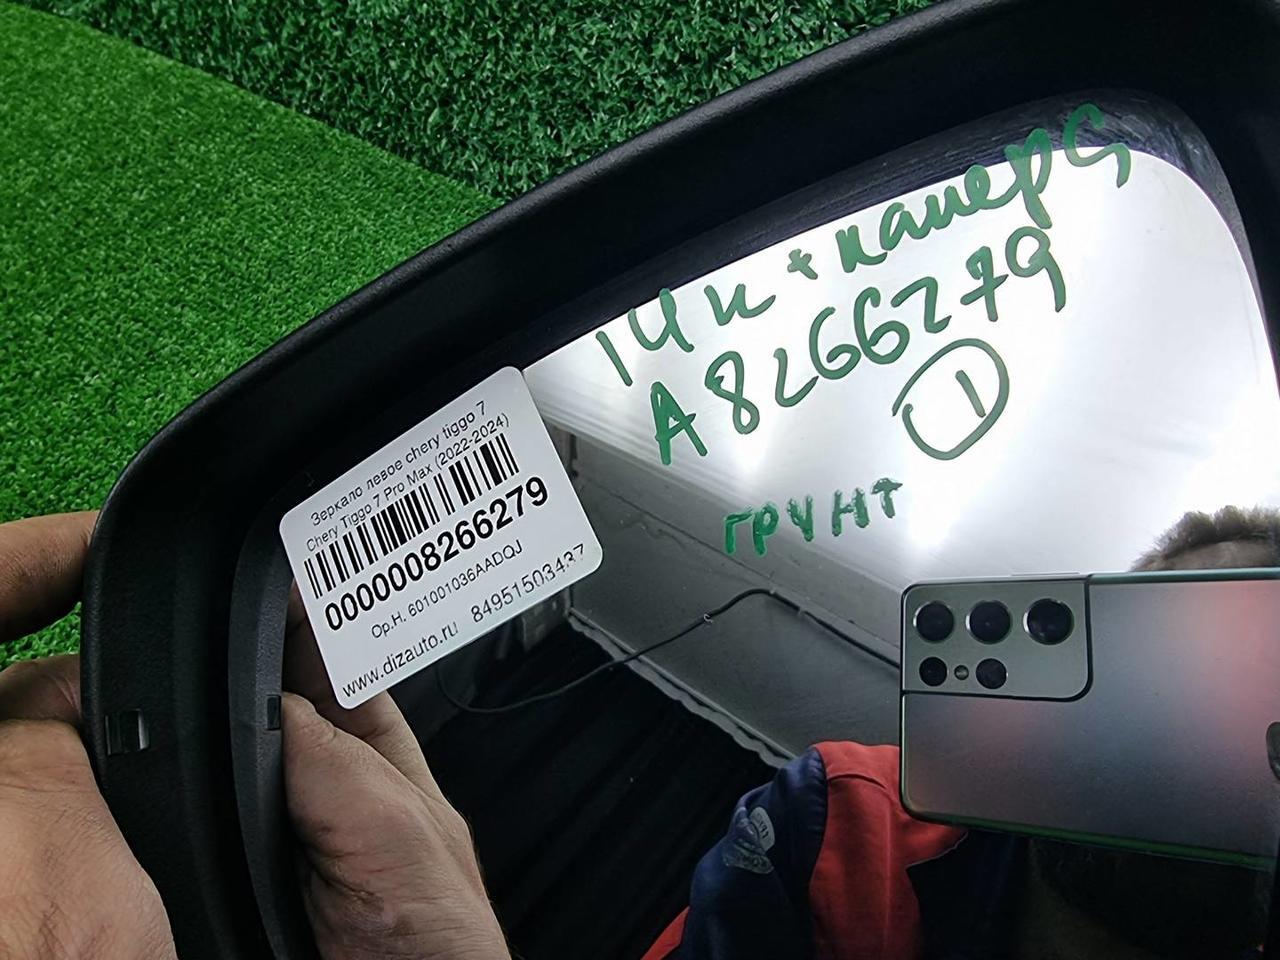 14к + камера
A8266279
1
ГРУНТ
Зеркало левое chery tiggo 7
Chery Tiggo 7 Pro Max (2022-2024)
0000008266279
Ор.Н. 601001036AADQJ
www.dizauto.ru 84951503437